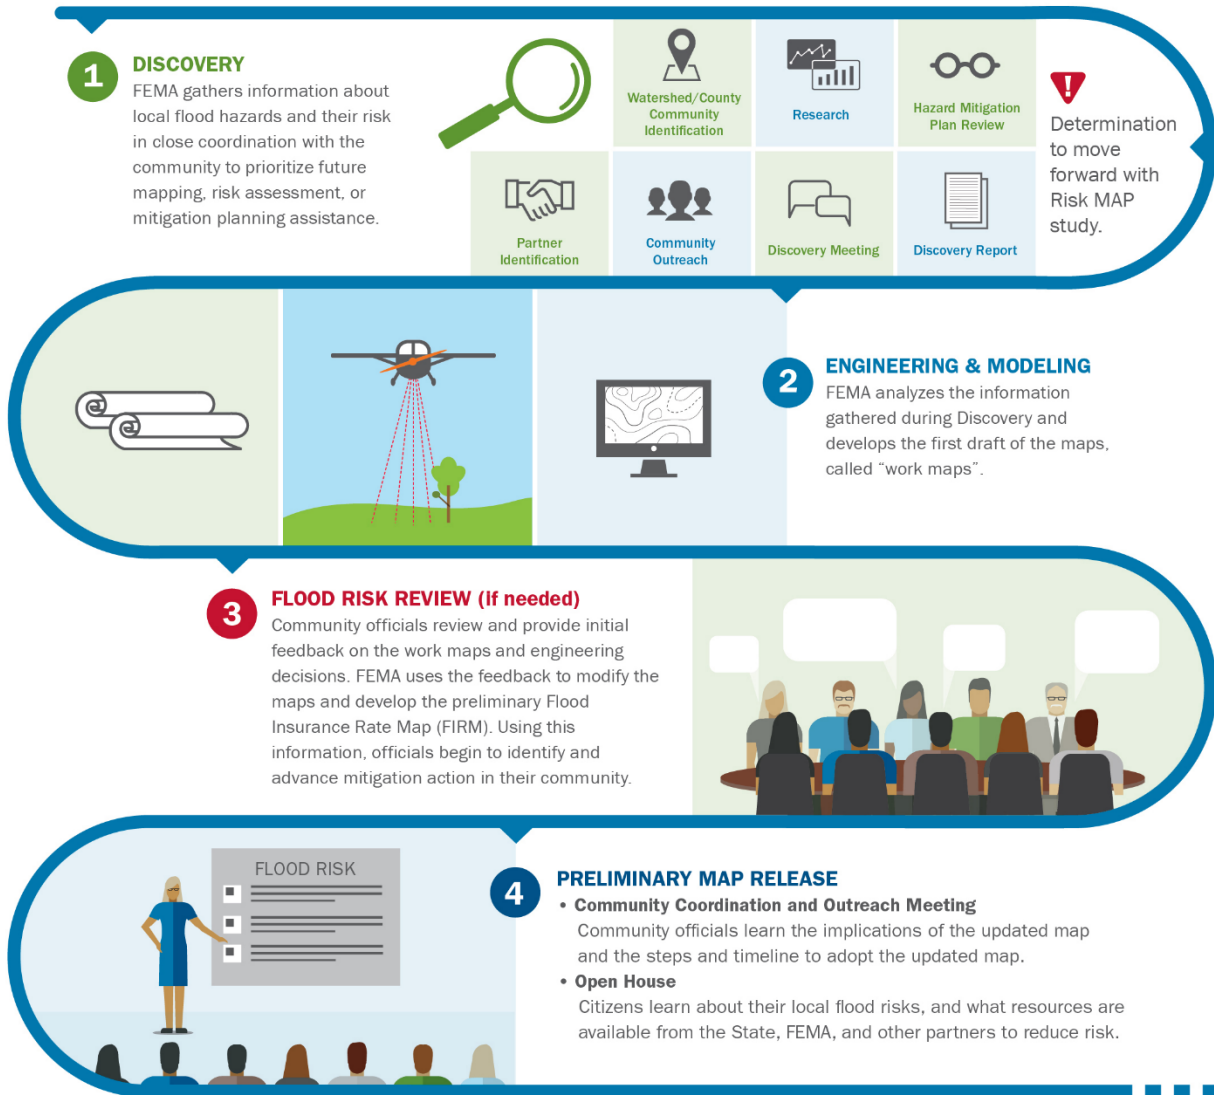 1
DISCOVERY
FEMA gathers information about
local flood hazards and their risk
in close coordination with the
community to prioritize future
mapping, risk assessment, or
mitigation planning assistance.
Watershed/County
Community
Identification
Research
Hazard Mitigation
Plan Review
Partner
Identification
Community
Outreach
Discovery Meeting
Discovery Report
!
Determination
to move
forward with
Risk MAP
study.
2
ENGINEERING & MODELING
FEMA analyzes the information
gathered during Discovery and
develops the first draft of the maps,
called “work maps”.
3
FLOOD RISK REVIEW (if needed)
Community officials review and provide initial
feedback on the work maps and engineering
decisions. FEMA uses the feedback to modify the
maps and develop the preliminary Flood
Insurance Rate Map (FIRM). Using this
information, officials begin to identify and
advance mitigation action in their community.
FLOOD RISK
4
PRELIMINARY MAP RELEASE
• Community Coordination and Outreach Meeting
Community officials learn the implications of the updated map
and the steps and timeline to adopt the updated map.
• Open House
Citizens learn about their local flood risks, and what resources are
available from the State, FEMA, and other partners to reduce risk.